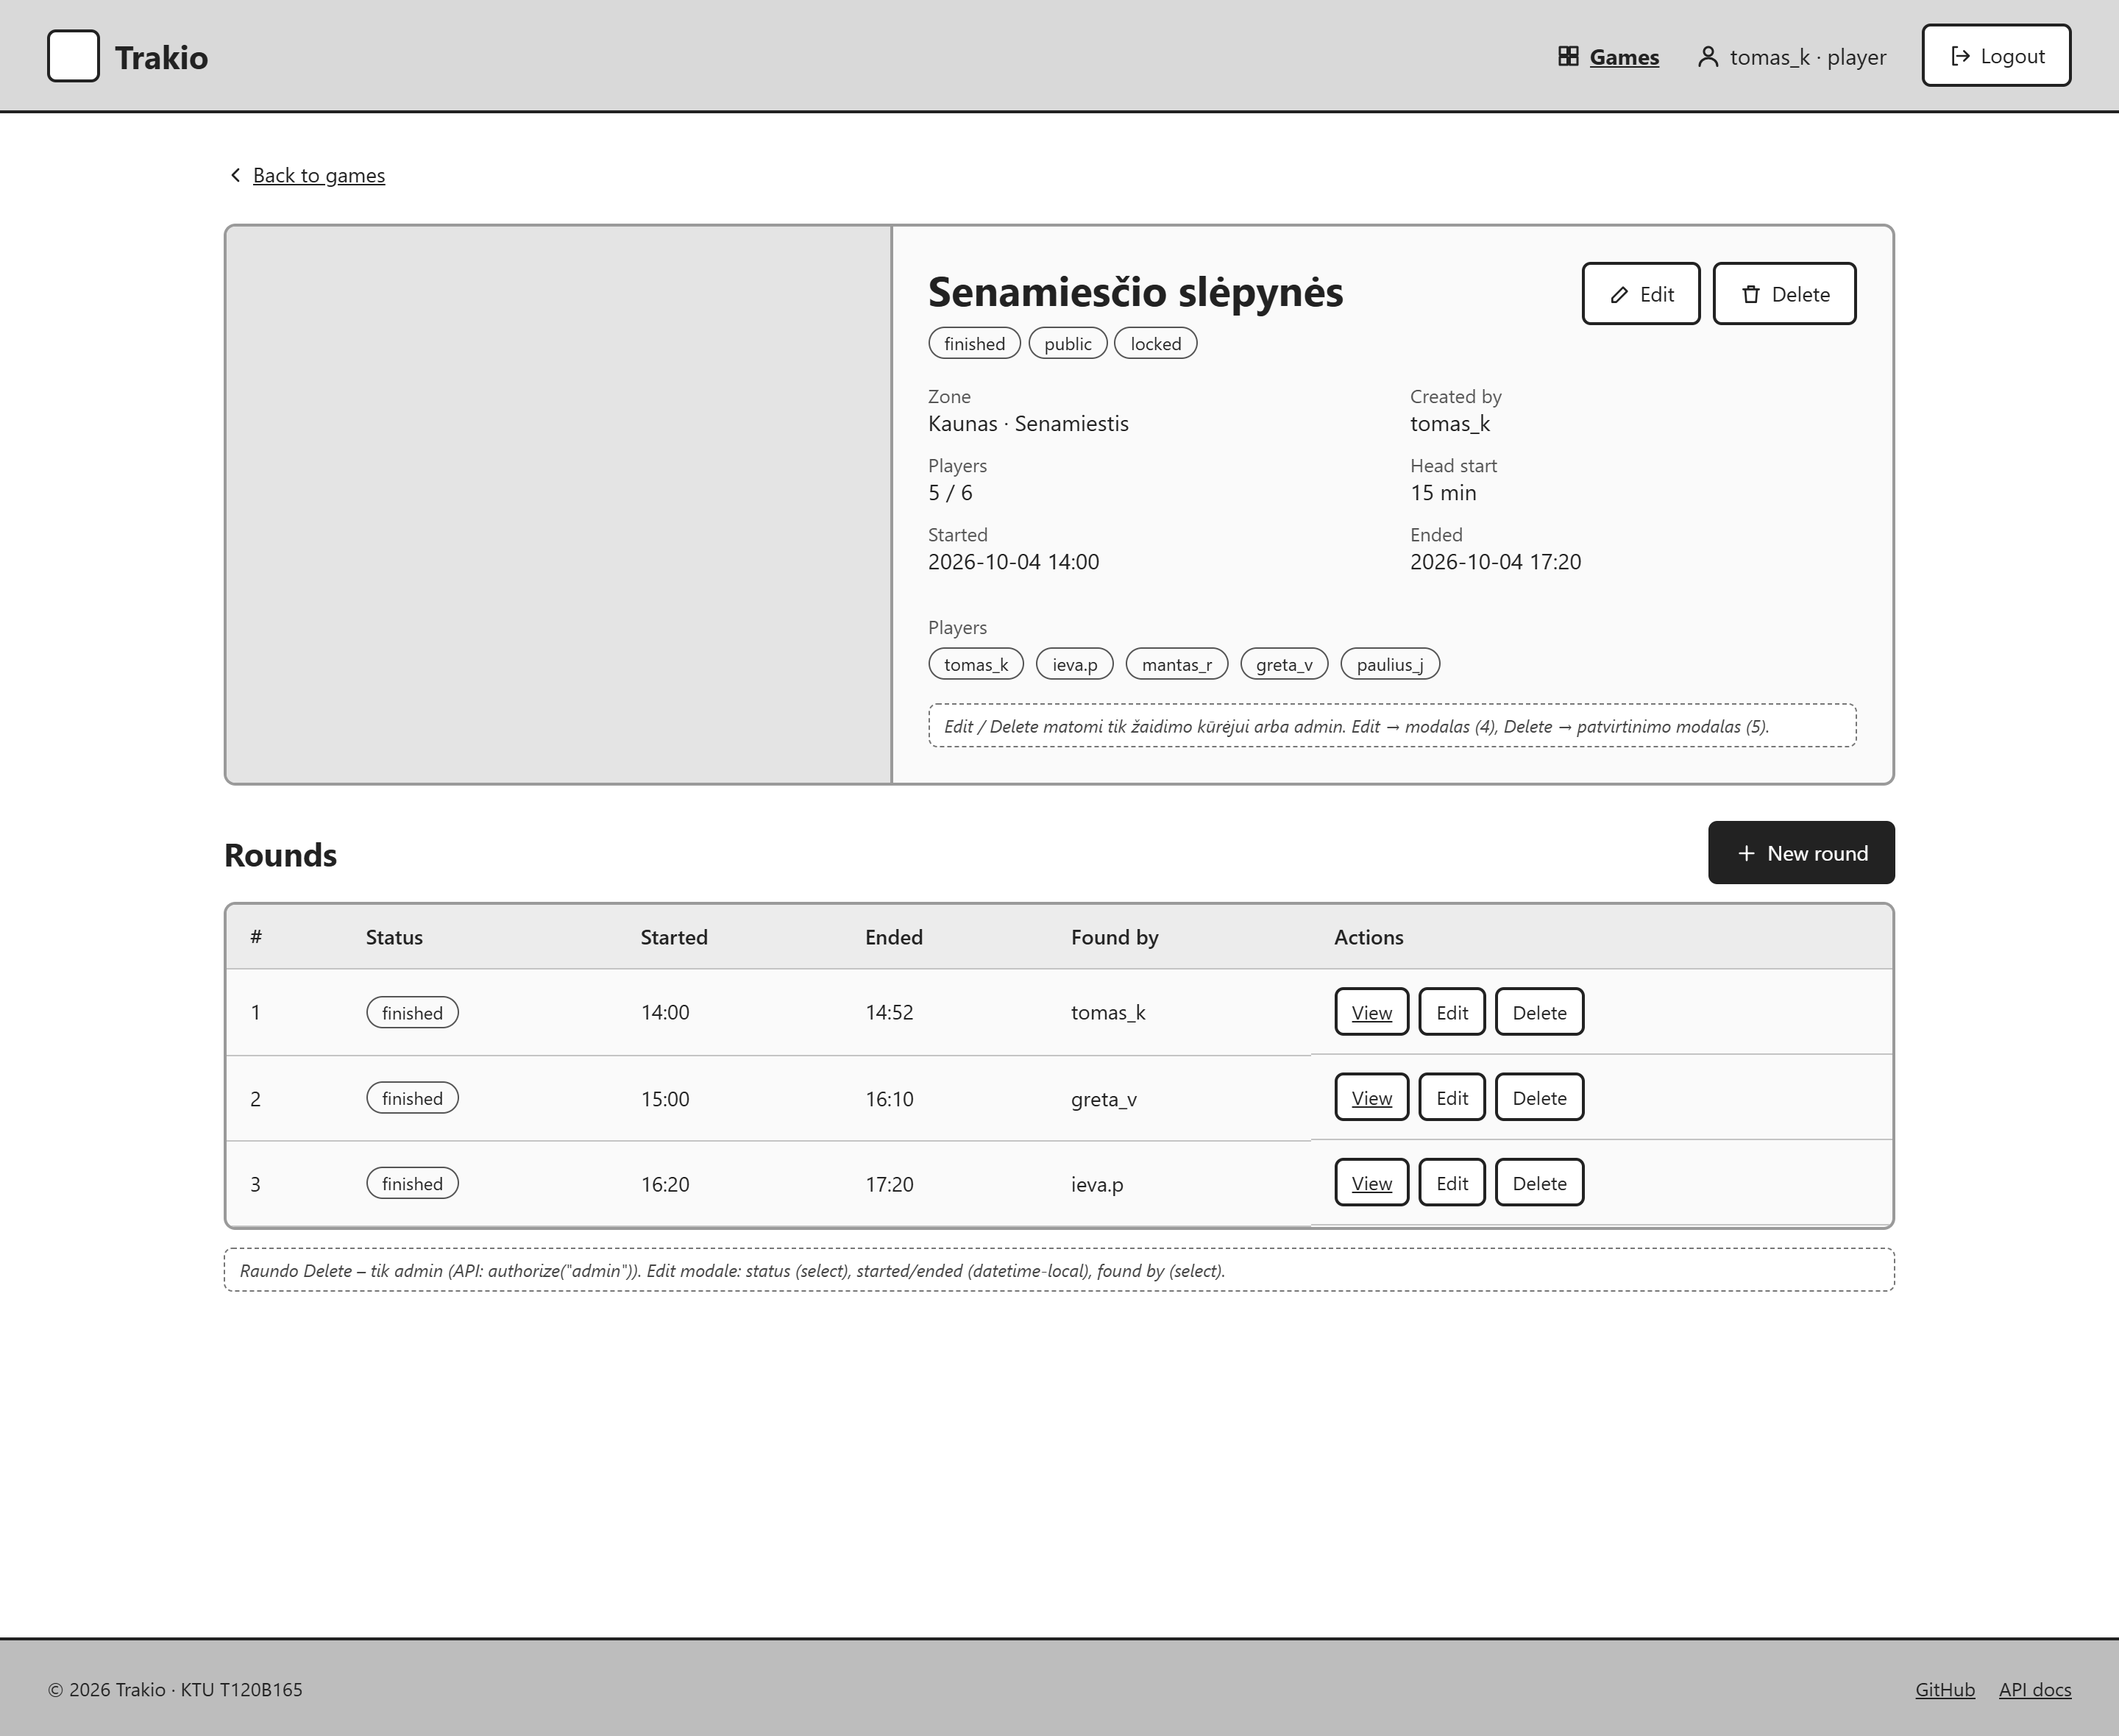 Trakio
Games tomas_k · player Logout
Back to games
Senamiesčio slėpynės Edit Delete
finished public locked
Zone Created by
Kaunas · Senamiestis tomas_k
Players Head start
5 / 6 15 min
Started Ended
2026-10-04 14:00 2026-10-04 17:20
Players
tomas_k ieva.p mantas_r greta_v paulius_j
Edit / Delete matomi tik žaidimo kūrėjui arba admin. Edit → modalas (4), Delete → patvirtinimo modalas (5).
Rounds New round
# Status Started Ended Found by Actions
1 finished 14:00 14:52 tomas_k View Edit Delete
2 finished 15:00 16:10 greta_v View Edit Delete
3 finished 16:20 17:20 ieva.p View Edit Delete
Raundo Delete – tik admin (API: authorize("admin")). Edit modale: status (select), started/ended (datetime-local), found by (select).
© 2026 Trakio · KTU T120B165 GitHub API docs